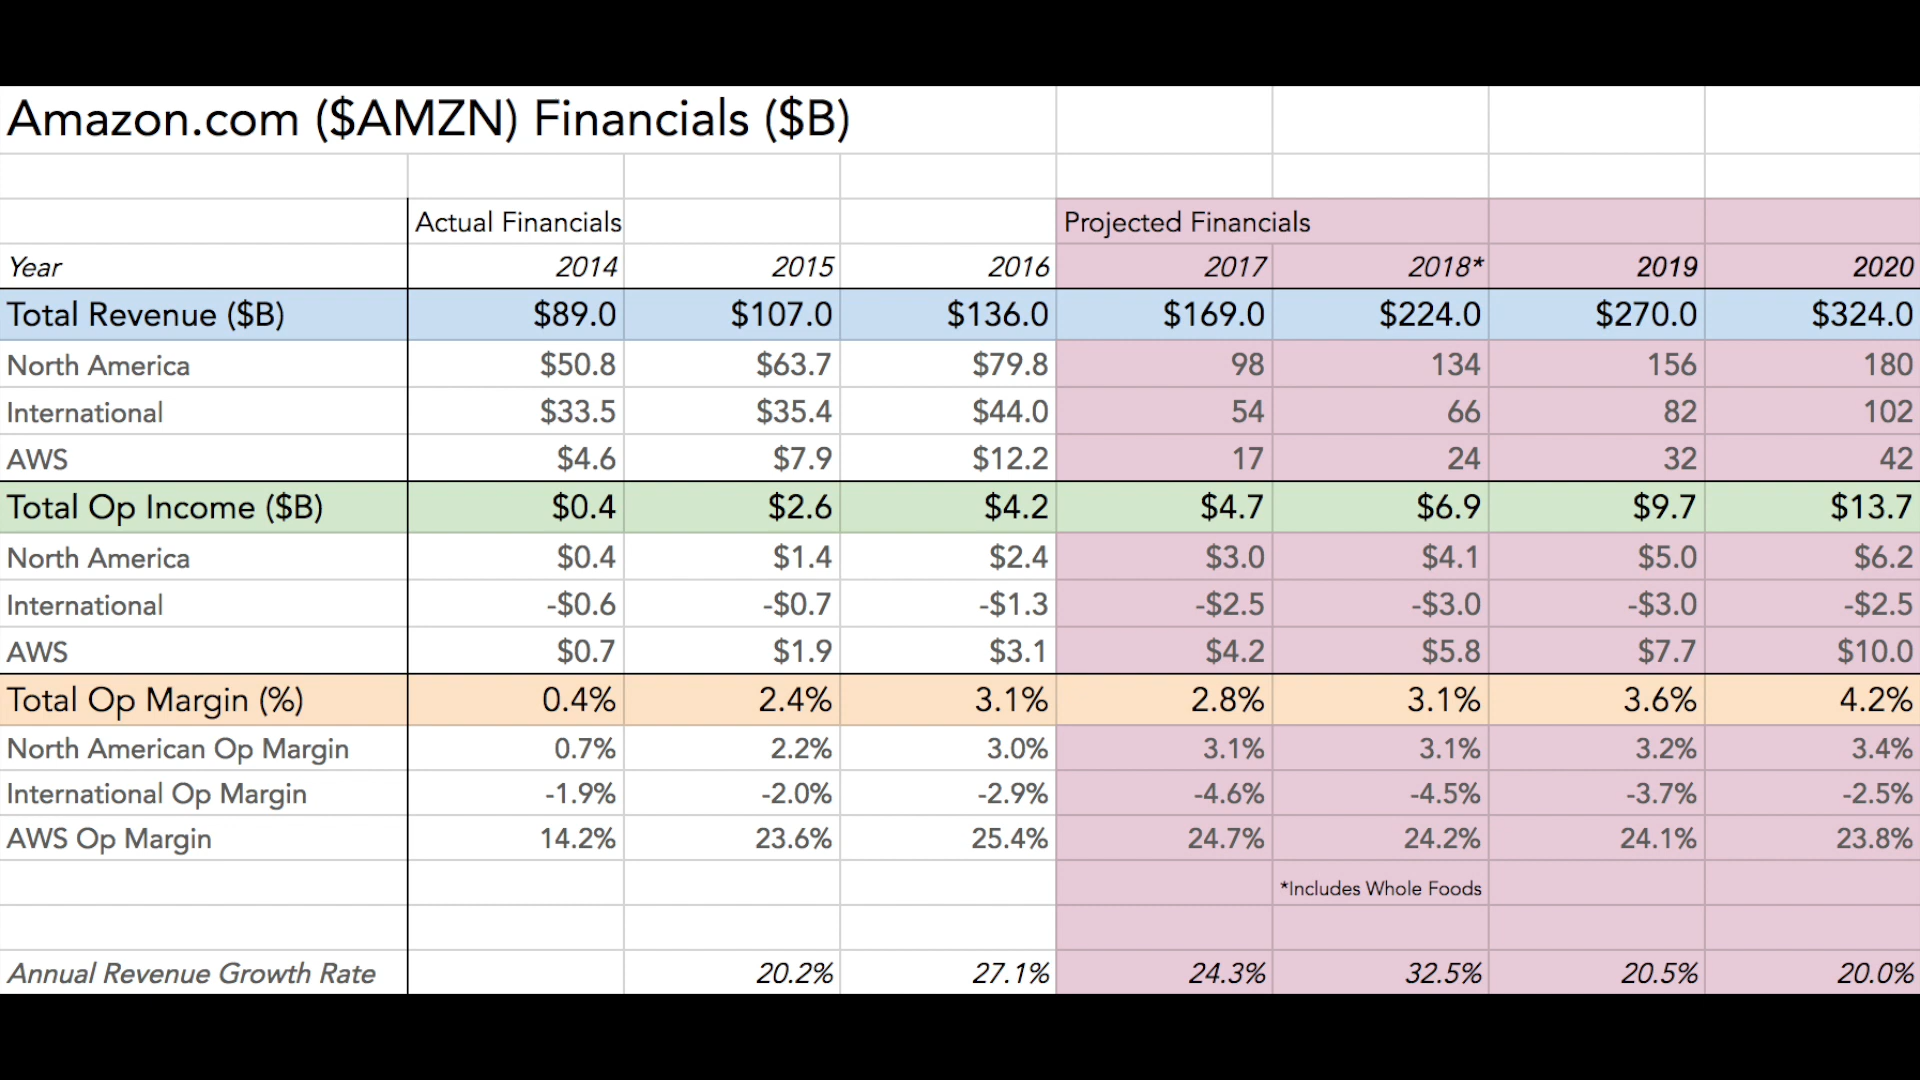 Amazon.com ($AMZN) Financials ($B)
Actual Financials Projected Financials
Year 2014 2015 2016 2017 2018* 2019 2020
Total Revenue ($B) $89.0 $107.0 $136.0 $169.0 $224.0 $270.0 $324.0
North America $50.8 $63.7 $79.8 98 134 156 180
International $33.5 $35.4 $44.0 54 66 82 102
AWS $4.6 $7.9 $12.2 17 24 32 42
Total Op Income ($B) $0.4 $2.6 $4.2 $4.7 $6.9 $9.7 $13.7
North America $0.4 $1.4 $2.4 $3.0 $4.1 $5.0 $6.2
International -$0.6 -$0.7 -$1.3 -$2.5 -$3.0 -$3.0 -$2.5
AWS $0.7 $1.9 $3.1 $4.2 $5.8 $7.7 $10.0
Total Op Margin (%) 0.4% 2.4% 3.1% 2.8% 3.1% 3.6% 4.2%
North American Op Margin 0.7% 2.2% 3.0% 3.1% 3.1% 3.2% 3.4%
International Op Margin -1.9% -2.0% -2.9% -4.6% -4.5% -3.7% -2.5%
AWS Op Margin 14.2% 23.6% 25.4% 24.7% 24.2% 24.1% 23.8%
*Includes Whole Foods
Annual Revenue Growth Rate 20.2% 27.1% 24.3% 32.5% 20.5% 20.0%